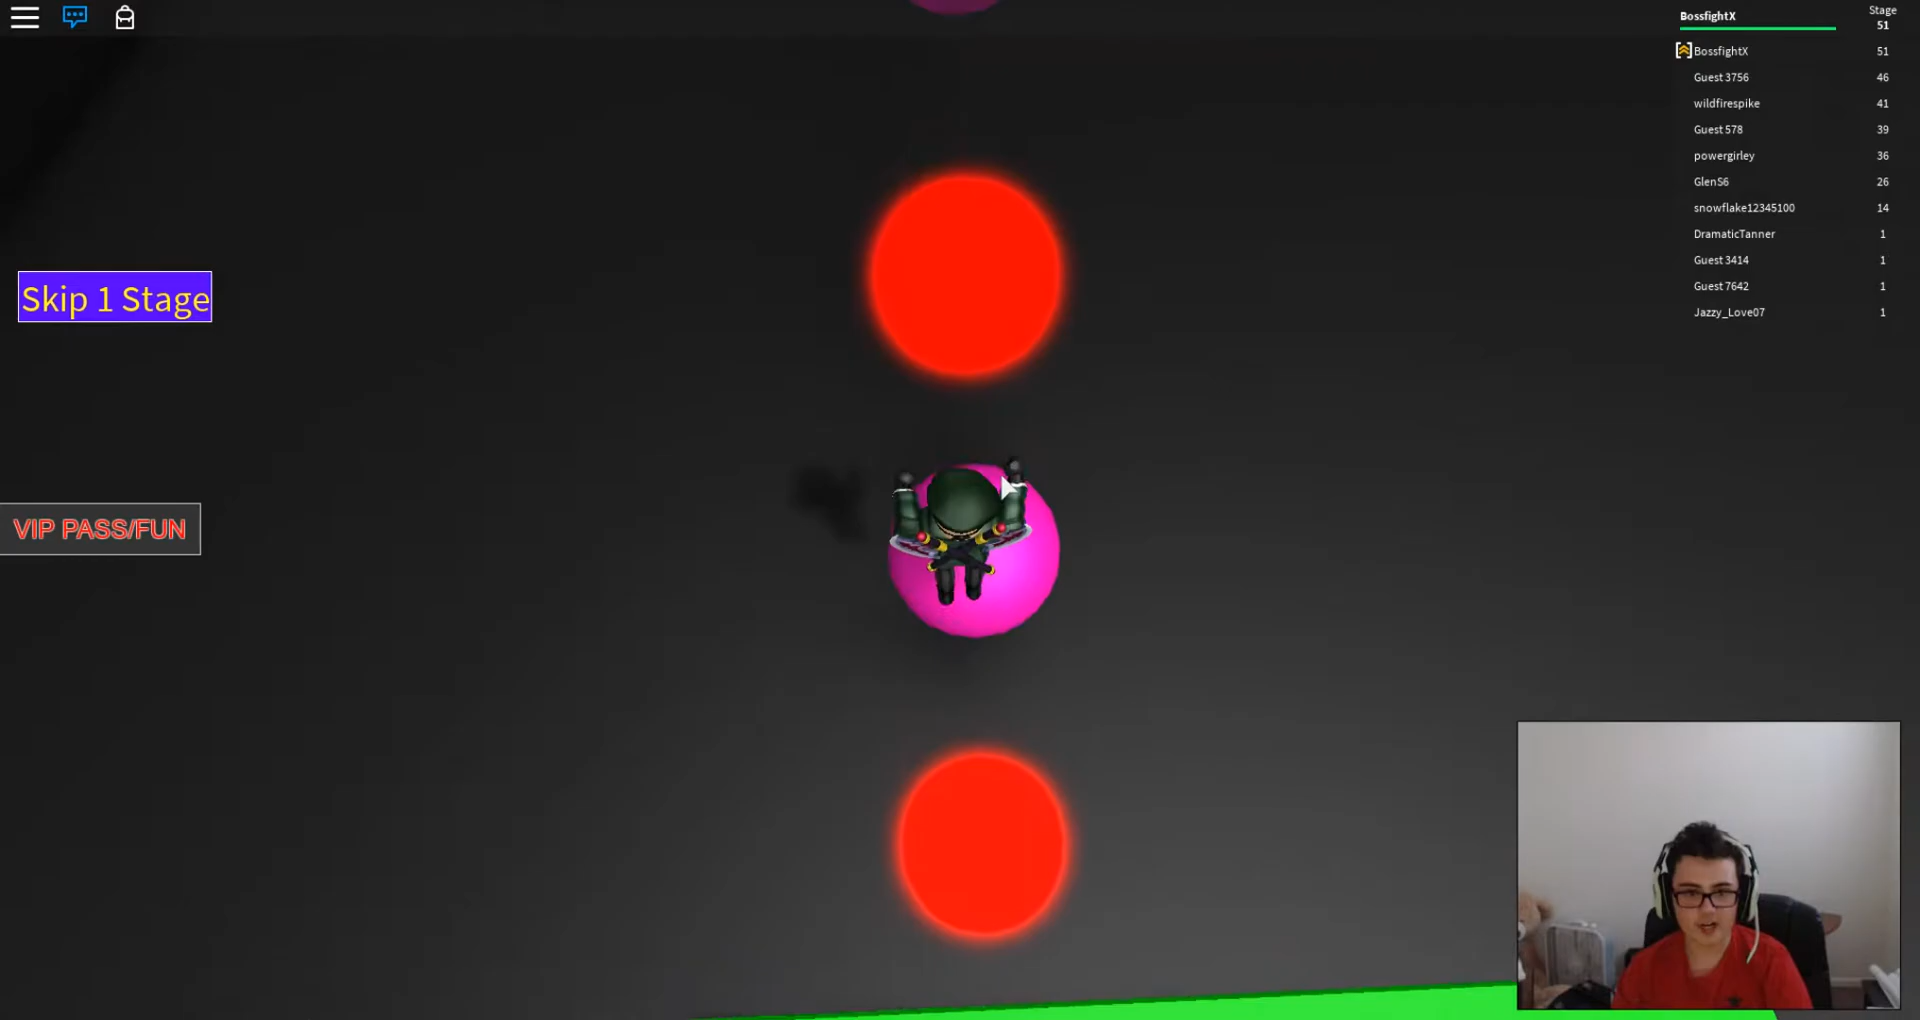 BossfightX
Stage
51
BossfightX 51
Guest 3756 46
wildfirespike 41
Guest 578 39
powergirley 36
GlenS6 26
snowflake12345100 14
DramaticTanner 1
Guest 3414 1
Guest 7642 1
Jazzy_Love07 1
Skip 1 Stage
VIP PASS/FUN